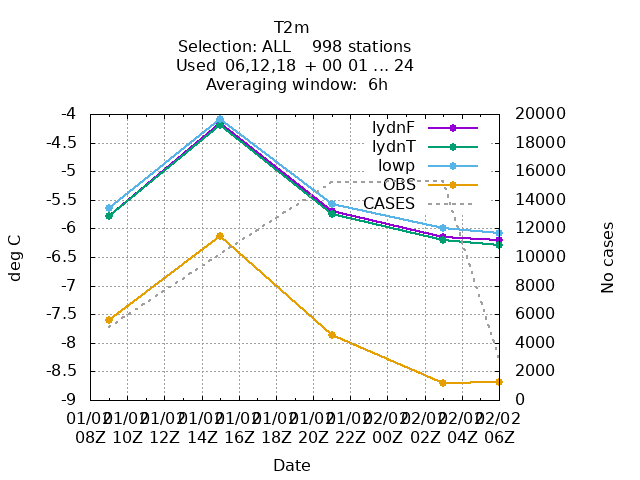 T2m
Selection: ALL 998 stations
Used 06,12,18 + 00 01 ... 24
Averaging window: 6h
-4 20000
lydnF
-4.5 18000
lydnT
-5 16000
lowp
OBS
-5.5 14000
CASES
-6 12000
-6.5 10000
-7 8000
-7.5 6000
-8 4000
-8.5 2000
-9 0
deg C
No cases
01/02 01/02 01/02 01/02 01/02 01/02 01/02 01/02 02/02 02/02 02/02 02/02
08Z 10Z 12Z 14Z 16Z 18Z 20Z 22Z 00Z 02Z 04Z 06Z
Date